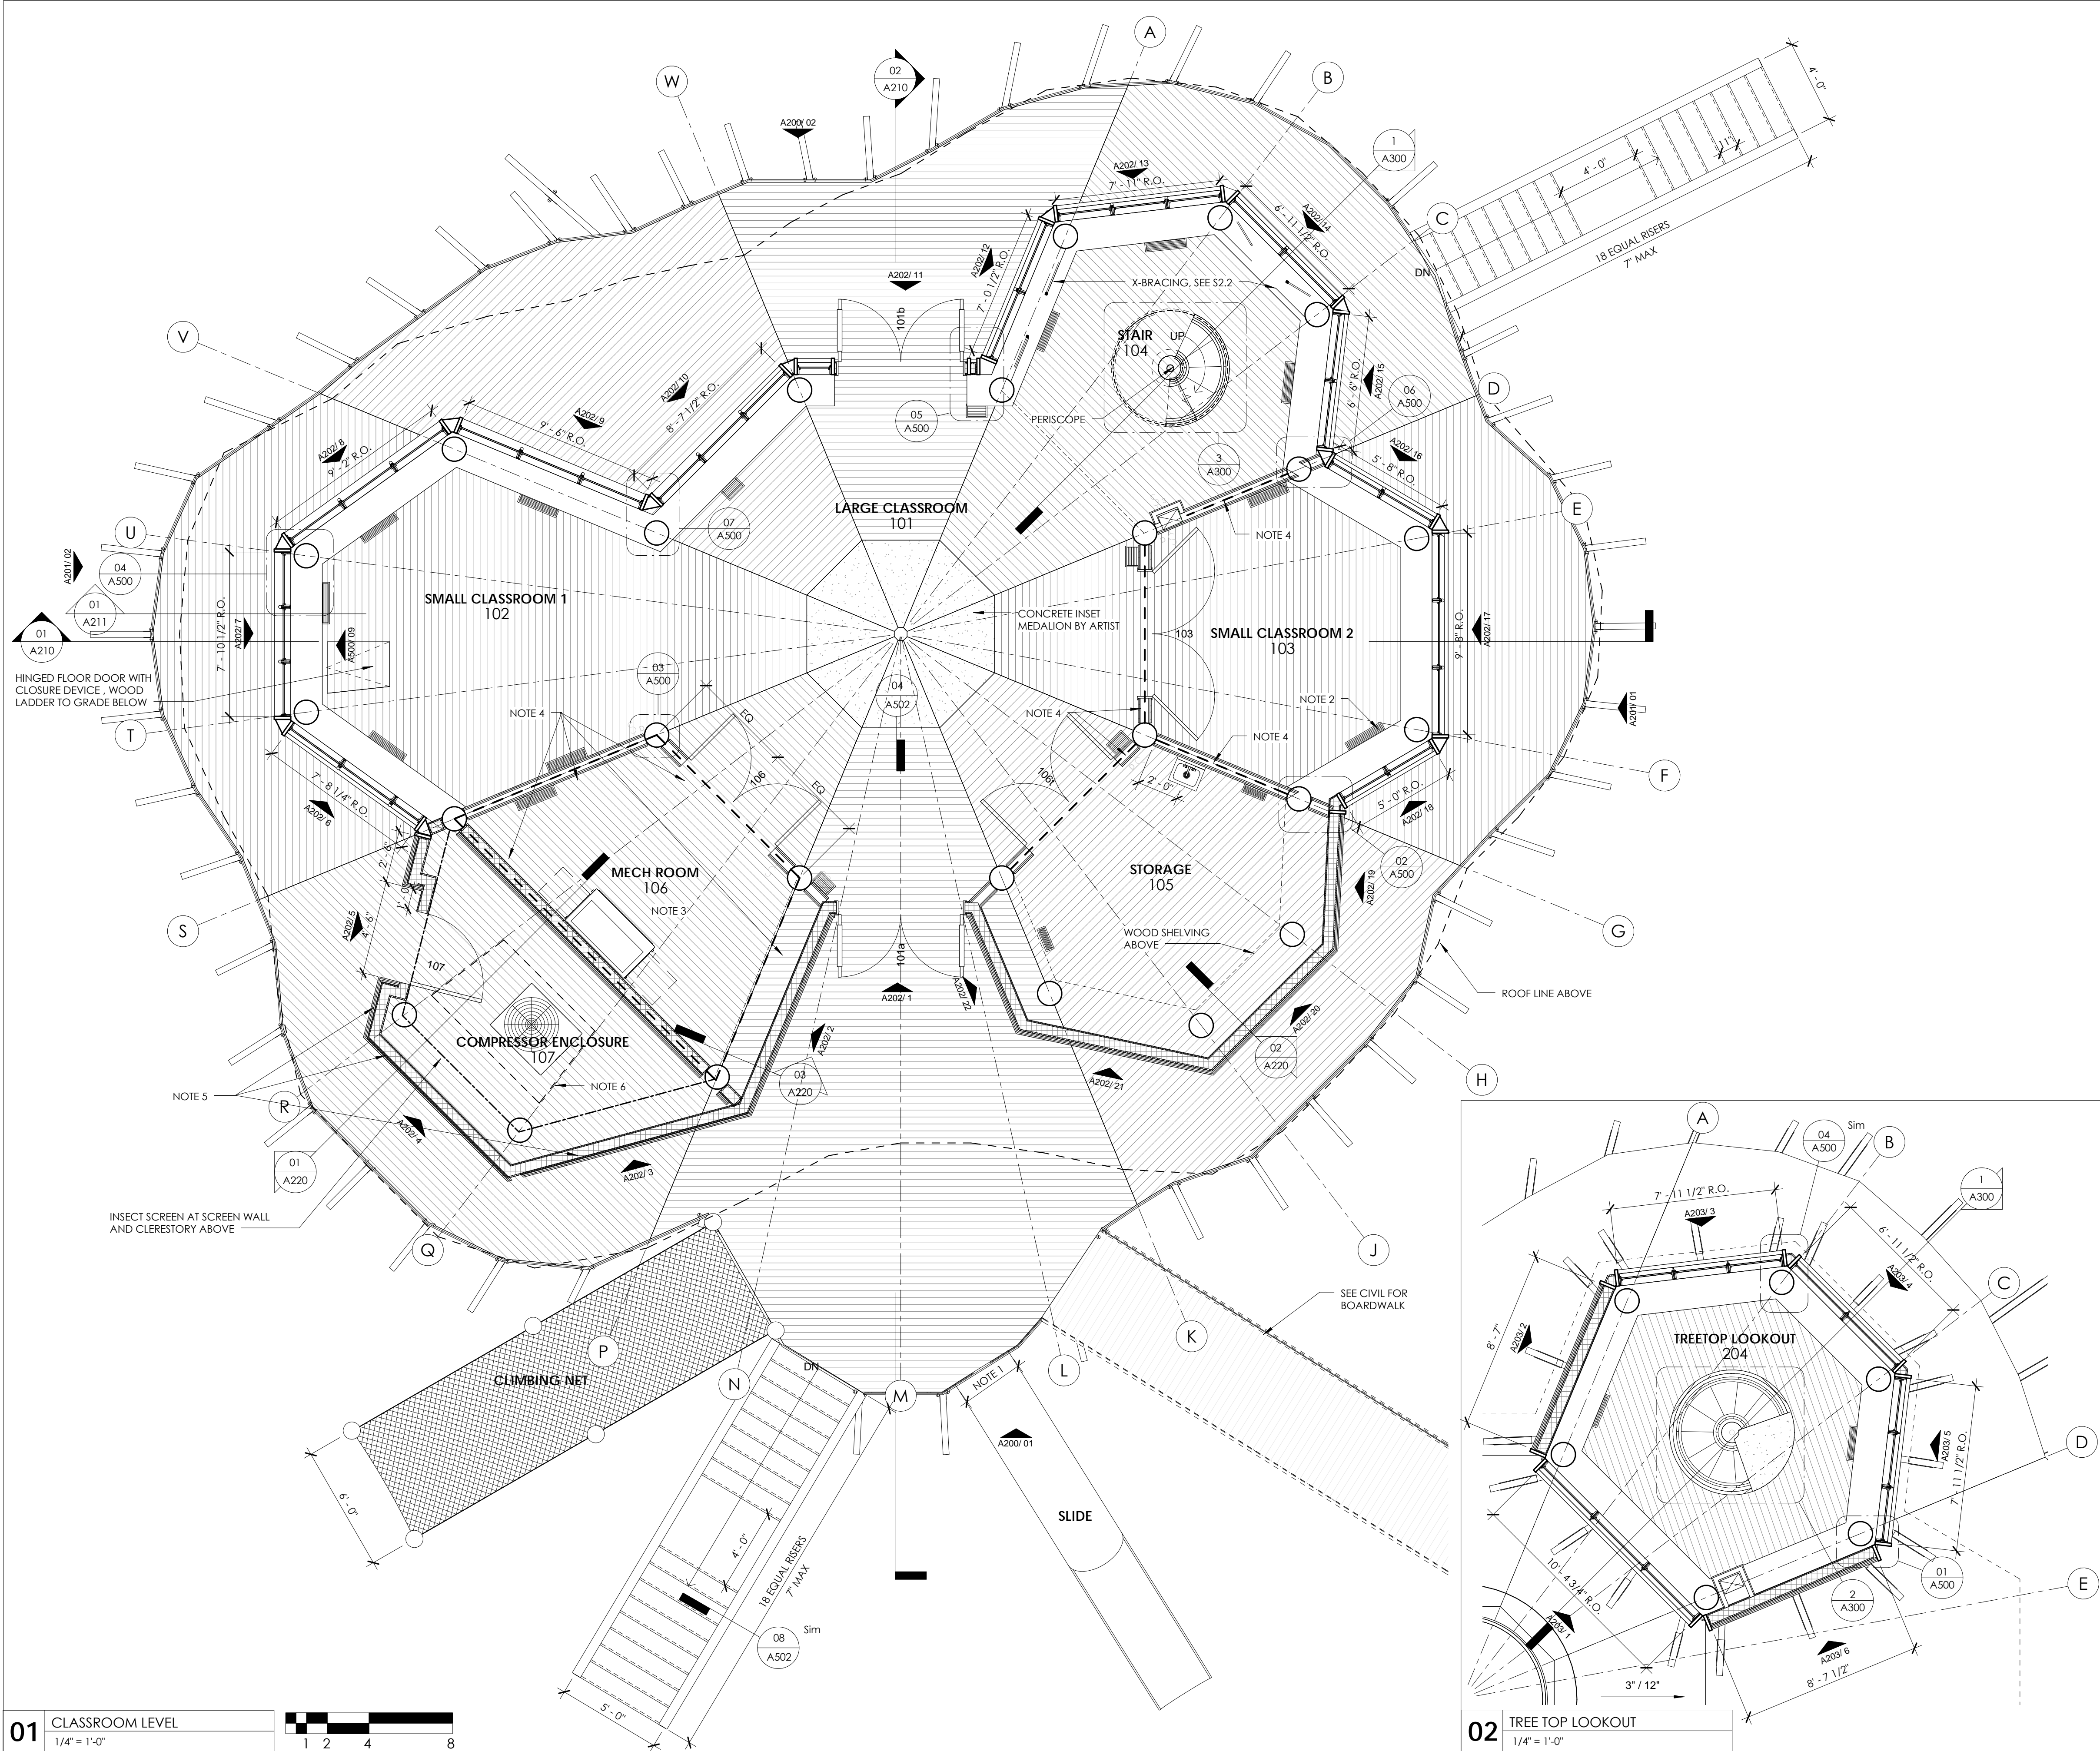 A
B
W
02
A210
A200/ 02
4' - 0"
1
A300
11"
4' - 0"
A202/ 13
7' - 11" R.O.
A202/14
6' - 11 1/2" R.O.
C
18 EQUAL RISERS
7" MAX
DN
A202/ 12
7' - 0 1/2" R.O.
A202/ 11
X-BRACING, SEE S2.2
101b
STAIR
104
UP
V
A202/ 10
8' - 7 1/2" R.O.
A202/ 15
6' - 6" R.O.
06
A500
D
05
A500
PERISCOPE
A202/9
9' - 6" R.O.
A202/ 8
9' - 2" R.O.
A202/ 16
5' - 8" R.O.
3
A300
LARGE CLASSROOM
101
E
U
07
A500
NOTE 4
A201/ 02
04
A500
01
A211
01
A210
7' - 10 1/2" R.O.
A202/ 7
A500/ 09
SMALL CLASSROOM 1
102
CONCRETE INSET
MEDALION BY ARTIST
103
SMALL CLASSROOM 2
103
9' - 8" R.O.
A202/ 17
HINGED FLOOR DOOR WITH
CLOSURE DEVICE , WOOD
LADDER TO GRADE BELOW
03
A500
04
A502
NOTE 2
A201/ 01
NOTE 4
EQ
NOTE 4
NOTE 4
T
106
EQ
106f
2' - 0"
F
7' - 8 1/4" R.O.
A202/ 6
5' - 0" R.O.
A202/ 18
2' - 6"
1' - 0"
MECH ROOM
106
NOTE 3
STORAGE
105
02
A500
A202/ 19
S
A202/ 5
4' - 6"
G
WOOD SHELVING
ABOVE
107
101a
A202/ 1
A202/ 22
ROOF LINE ABOVE
COMPRESSOR ENCLOSURE
107
A202/ 2
A202/ 20
02
A220
NOTE 6
03
A220
A202/ 21
H
NOTE 5
R
A202/ 4
01
A220
A202/ 3
INSECT SCREEN AT SCREEN WALL
AND CLERESTORY ABOVE
Q
J
SEE CIVIL FOR
BOARDWALK
K
P
L
N
M
DN
NOTE 1
CLIMBING NET
A200/ 01
6' - 0"
SLIDE
4' - 0"
18 EQUAL RISERS
7" MAX
08
A502
Sim
5' - 0"
01
CLASSROOM LEVEL
1/4" = 1'-0"
1 2 4 8
A
04
A500
Sim
B
1
A300
7' - 11 1/2" R.O.
A203/ 3
6' - 11 1/2" R.O.
A203/ 4
C
8' - 7"
A203/ 2
TREETOP LOOKOUT
204
A203/ 5
7' - 11 1/2" R.O.
D
10' - 4 3/4" R.O.
01
A500
2
A300
E
A203/1
A203/ 6
8' - 7 1/2"
3" / 12"
02
TREE TOP LOOKOUT
1/4" = 1'-0"